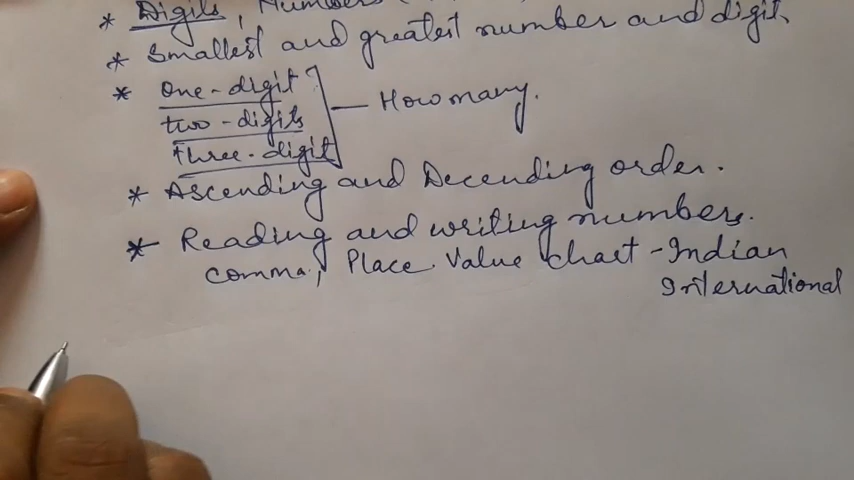 * Digits, Numbers
* Smallest and greatest number and digit.
* One-digit
two-digits — How many.
three-digit
* Ascending and Decending order.
* Reading and writing numbers.
comma, Place Value chart - Indian
International